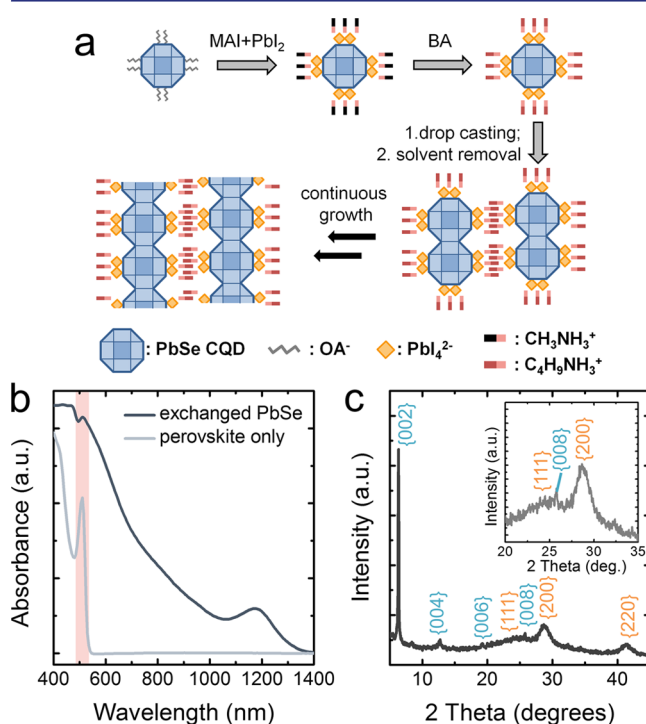 a
MAI+PbI₂
BA
1.drop casting;
2. solvent removal
continuous
growth
: PbSe CQD
: OA⁻
: PbI₄²⁻
: CH₃NH₃⁺
: C₄H₉NH₃⁺
b
exchanged PbSe
perovskite only
Absorbance (a.u.)
400 600 800 1000 1200 1400
Wavelength (nm)
c
{002}
{004}
{006}
{111}
{008}
{200}
{220}
Intensity (a.u.)
10 20 30 40
2 Theta (degrees)
{111}
{008}
{200}
Intensity (a.u.)
20 25 30 35
2 Theta (deg.)